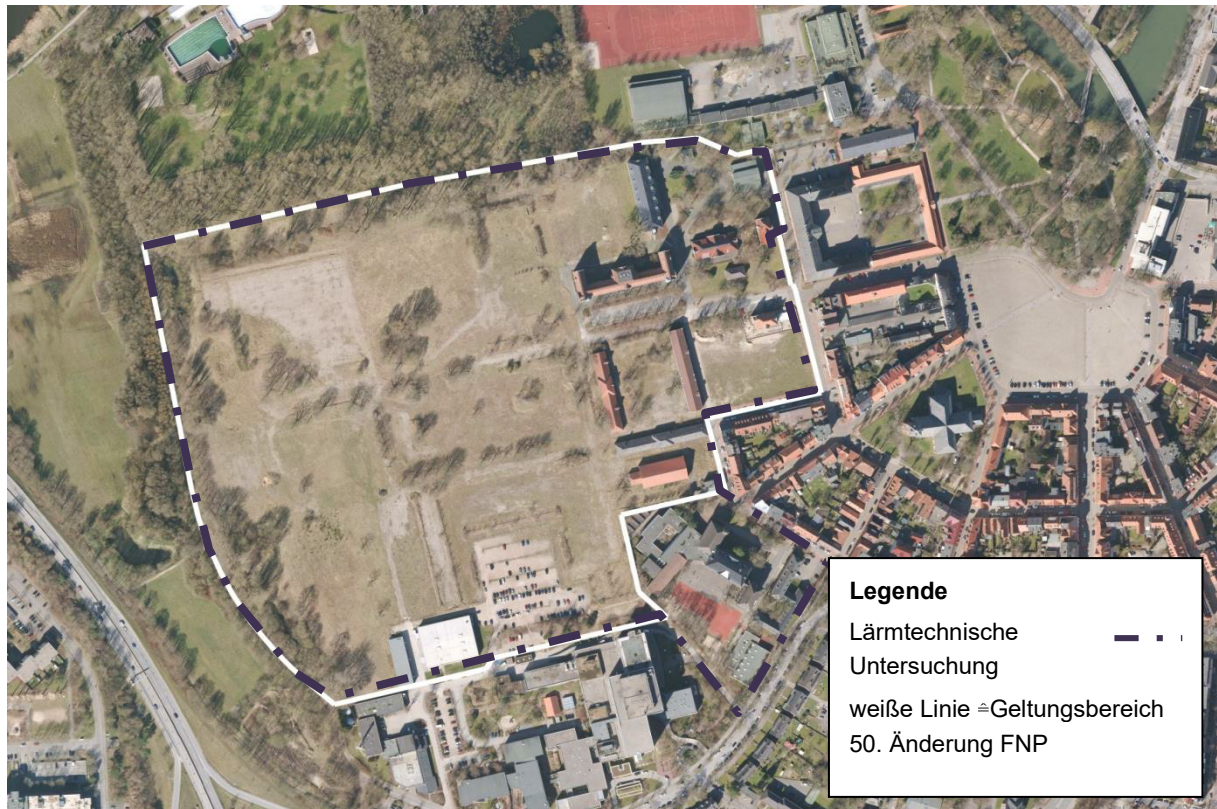 Legende
Lärmtechnische
Untersuchung
weiße Linie ≙Geltungsbereich
50. Änderung FNP